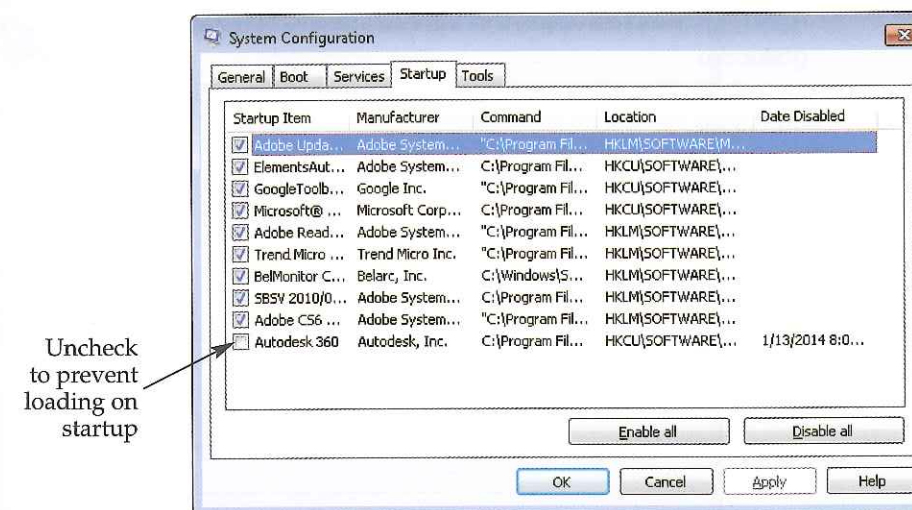 System Configuration
General Boot Services Startup Tools
Startup Item Manufacturer Command Location Date Disabled
Adobe Upda... Adobe System... "C:\Program Fil... HKLM\SOFTWARE\M...
ElementsAut... Adobe System... C:\Program Fil... HKCU\SOFTWARE\...
GoogleToolb... Google Inc. "C:\Program Fil... HKCU\SOFTWARE\...
Microsoft® ... Microsoft Corp... C:\Program Fil... HKCU\SOFTWARE\...
Adobe Read... Adobe System... "C:\Program Fil... HKLM\SOFTWARE\...
Trend Micro ... Trend Micro Inc. "C:\Program Fil... HKLM\SOFTWARE\...
BelMonitor C... Belarc, Inc. C:\Windows\S... HKLM\SOFTWARE\...
SBSV 2010/0... Adobe System... C:\Program Fil... HKLM\SOFTWARE\...
Adobe CS6 ... Adobe System... "C:\Program Fil... HKLM\SOFTWARE\...
Autodesk 360 Autodesk, Inc. C:\Program Fil... HKCU\SOFTWARE\... 1/13/2014 8:0...
Uncheck
to prevent
loading on
startup
Enable all Disable all
OK Cancel Apply Help